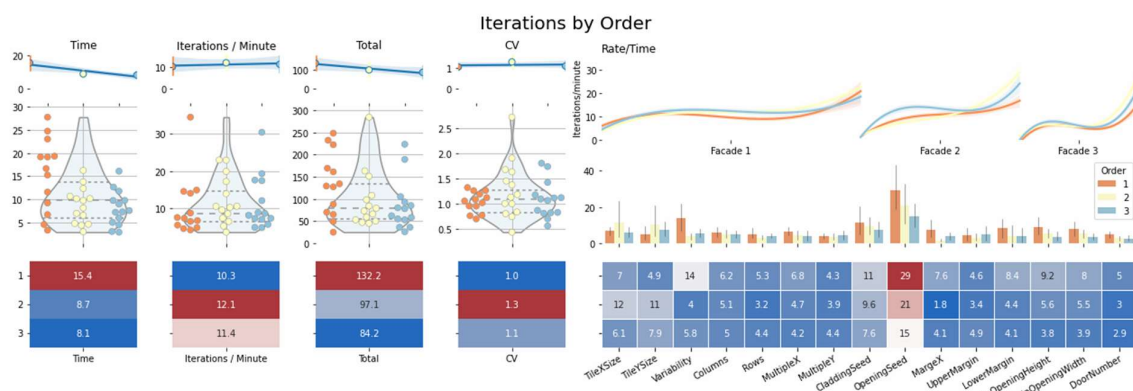 Iterations by Order
Time
20
0
30
25
20
15
10
5
1
2
3
15.4
8.7
8.1
Time
Iterations / Minute
10
0
30
20
10
10.3
12.1
11.4
Iterations / Minute
Total
100
0
300
250
200
150
100
50
0
132.2
97.1
84.2
Total
CV
1
0
2.5
2.0
1.5
1.0
0.5
1.0
1.3
1.1
CV
Rate/Time
Iterations/minute
30
20
10
0
Facade 1
Facade 2
Facade 3
40
20
0
Order
1
2
3
7 4.9 14 6.2 5.3 6.8 4.3 11 29 7.6 4.6 8.4 9.2 8 5
12 11 4 5.1 3.2 4.7 3.9 9.6 21 1.8 3.4 4.4 5.6 5.5 3
6.1 7.9 5.8 5 4.4 4.2 4.4 7.6 15 4.1 4.9 4.1 3.8 3.9 2.9
TileXSize
TileYSize
Variability
Columns
Rows
MultipleX
MultipleY
CladdingSeed
OpeningSeed
MargeX
UpperMargin
LowerMargin
OpeningHeight
OpeningWidth
DoorNumber